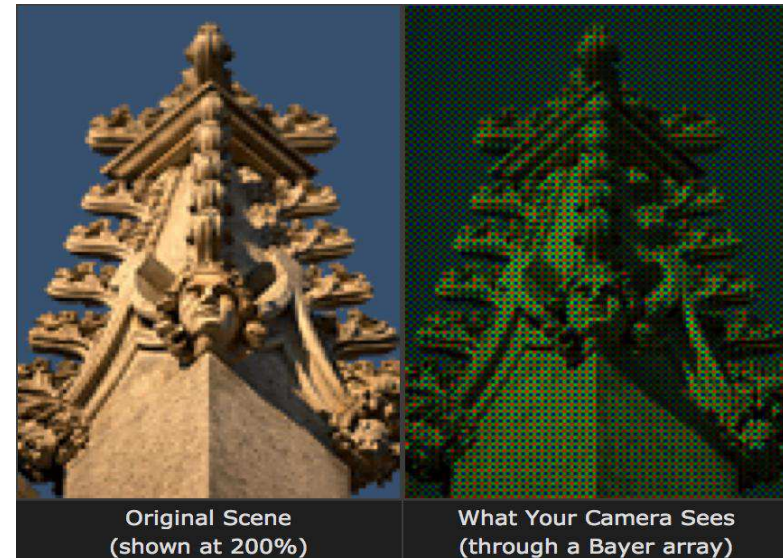 Original Scene
(shown at 200%)
What Your Camera Sees
(through a Bayer array)